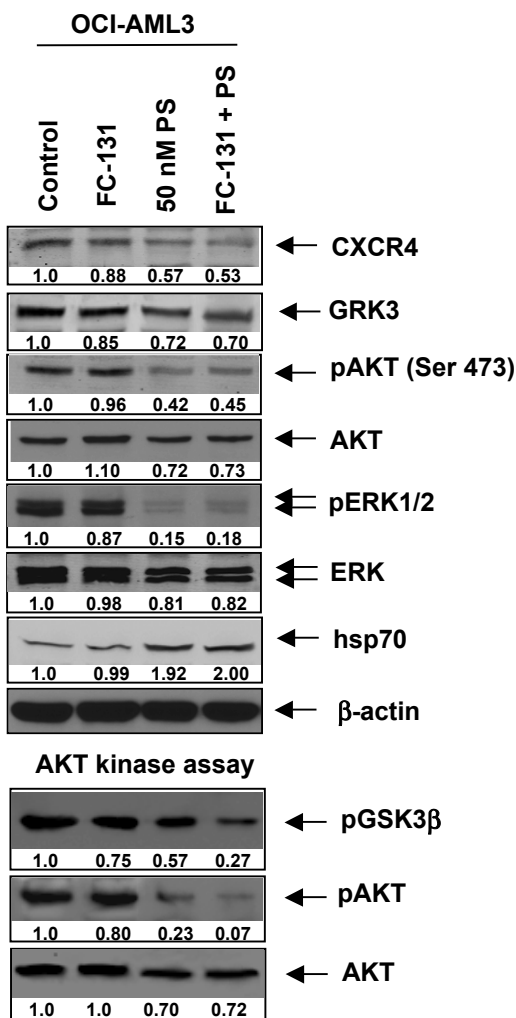 OCI-AML3
Control FC-131 50 nM PS FC-131 + PS
CXCR4
1.0 0.88 0.57 0.53
GRK3
1.0 0.85 0.72 0.70
pAKT (Ser 473)
1.0 0.96 0.42 0.45
AKT
1.0 1.10 0.72 0.73
pERK1/2
1.0 0.87 0.15 0.18
ERK
1.0 0.98 0.81 0.82
hsp70
1.0 0.99 1.92 2.00
β-actin
AKT kinase assay
pGSK3β
1.0 0.75 0.57 0.27
pAKT
1.0 0.80 0.23 0.07
AKT
1.0 1.0 0.70 0.72